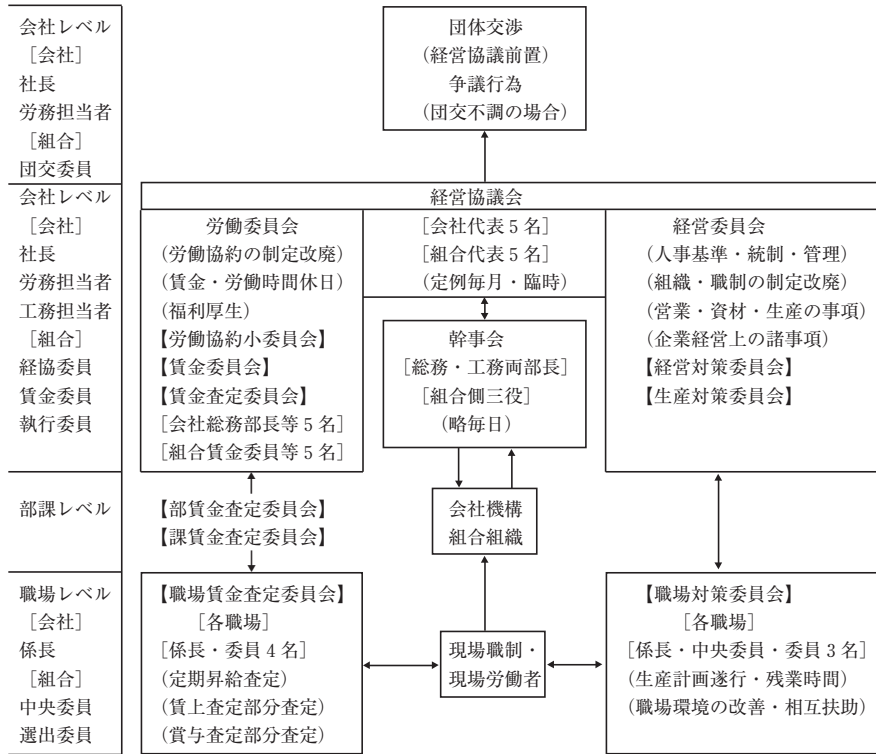 会社レベル
［会社］
社長
労務担当者
［組合］
団交委員
団体交渉
（経営協議前置）
争議行為
（団交不調の場合）
会社レベル
［会社］
社長
労務担当者
工務担当者
［組合］
経協委員
賃金委員
執行委員
経営協議会
労働委員会
（労働協約の制定改廃）
（賃金・労働時間休日）
（福利厚生）
【労働協約小委員会】
【賃金委員会】
【賃金査定委員会】
［会社総務部長等 5 名］
［組合賃金委員等 5 名］
［会社代表 5 名］
［組合代表 5 名］
（定例毎月・臨時）
幹事会
［総務・工務両部長］
［組合側三役］
（略毎日）
経営委員会
（人事基準・統制・管理）
（組織・職制の制定改廃）
（営業・資材・生産の事項）
（企業経営上の諸事項）
【経営対策委員会】
【生産対策委員会】
部課レベル
【部賃金査定委員会】
【課賃金査定委員会】
会社機構
組合組織
職場レベル
［会社］
係長
［組合］
中央委員
選出委員
【職場賃金査定委員会】
［各職場］
［係長・委員 4 名］
（定期昇給査定）
（賃上査定部分査定）
（賞与査定部分査定）
現場職制・
現場労働者
【職場対策委員会】
［各職場］
［係長・中央委員・委員 3 名］
（生産計画遂行・残業時間）
（職場環境の改善・相互扶助）